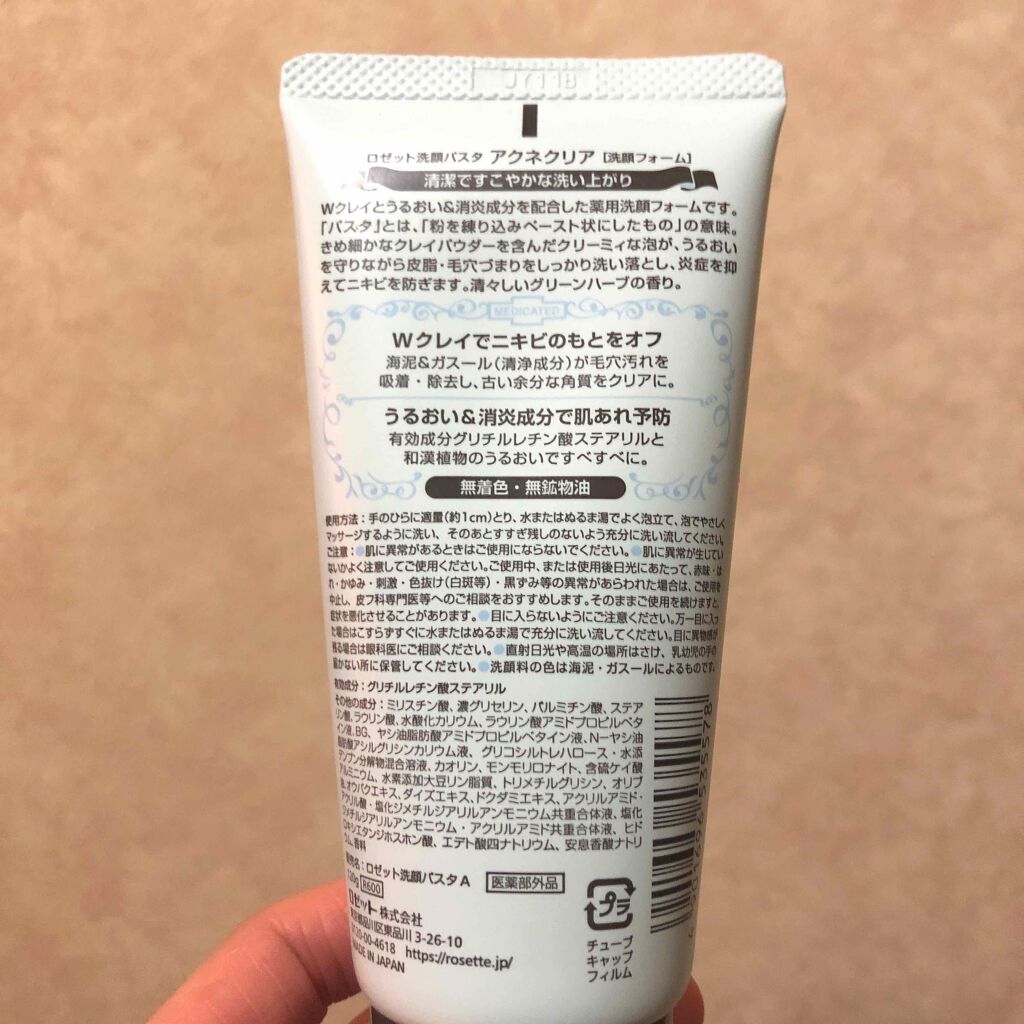 JY11B
ロゼット洗顔パスタ アクネクリア [洗顔フォーム]
清潔ですこやかな洗い上がり
Wクレイとうるおい&消炎成分を配合した薬用洗顔フォームです。
「パスタ」とは、「粉を練り込みペースト状にしたもの」の意味。
きめ細かなクレイパウダーを含んだクリーミィな泡が、うるおい
を守りながら皮脂・毛穴づまりをしっかり洗い落とし、炎症を抑
えてニキビを防ぎます。清々しいグリーンハーブの香り。
MEDICATED
Wクレイでニキビのもとをオフ
海泥&ガスール（清浄成分）が毛穴汚れを
吸着・除去し、古い余分な角質をクリアに。
うるおい&消炎成分で肌あれ予防
有効成分グリチルレチン酸ステアリルと
和漢植物のうるおいですべすべに。
無着色・無鉱物油
使用方法：手のひらに適量（約1cm）とり、水またはぬるま湯でよく泡立て、泡でやさしく
マッサージするように洗い、そのあとすすぎ残しのないよう充分に洗い流してください。
ご注意：●肌に異常があるときはご使用にならないでください。●肌に異常が生じてい
ないかよく注意してご使用ください。ご使用中、または使用後日光にあたって、赤味・は
れ・かゆみ・刺激・色抜け（白斑等）・黒ずみ等の異常があらわれた場合は、ご使用を
中止し、皮フ科専門医等へのご相談をおすすめします。そのままご使用を続けますと、
症状を悪化させることがあります。●目に入らないようにご注意ください。万一目に入っ
た場合はこすらずすぐに水またはぬるま湯で充分に洗い流してください。目に異物感が
残る場合は眼科医にご相談ください。●直射日光や高温の場所はさけ、乳幼児の手の
届かない所に保管してください。●洗顔料の色は海泥・ガスールによるものです。
有効成分：グリチルレチン酸ステアリル
その他の成分：ミリスチン酸、濃グリセリン、パルミチン酸、ステア
リン酸、ラウリン酸、水酸化カリウム、ラウリン酸アミドプロピルベタ
イン液、BG、ヤシ油脂肪酸アミドプロピルベタイン液、N-ヤシ油
脂肪酸アシルグリシンカリウム液、グリコシルトレハロース・水添
デンプン分解物混合溶液、カオリン、モンモリロナイト、含硫ケイ酸
アルミニウム、水素添加大豆リン脂質、トリメチルグリシン、オリブ
油、オウバクエキス、ダイズエキス、ドクダミエキス、アクリルアミド・
アクリル酸・塩化ジメチルジアリルアンモニウム共重合体液、塩化
ジメチルジアリルアンモニウム・アクリルアミド共重合体液、ヒド
ロキシエタンジホスホン酸、エデト酸四ナトリウム、安息香酸ナトリ
ウム、香料
販売名：ロゼット洗顔パスタA 医薬部外品
120g R600
ロゼット株式会社
東京都品川区東品川 3-26-10
0120-00-4618 https://rosette.jp/
MADE IN JAPAN
プラ
チューブ
キャップ
フィルム